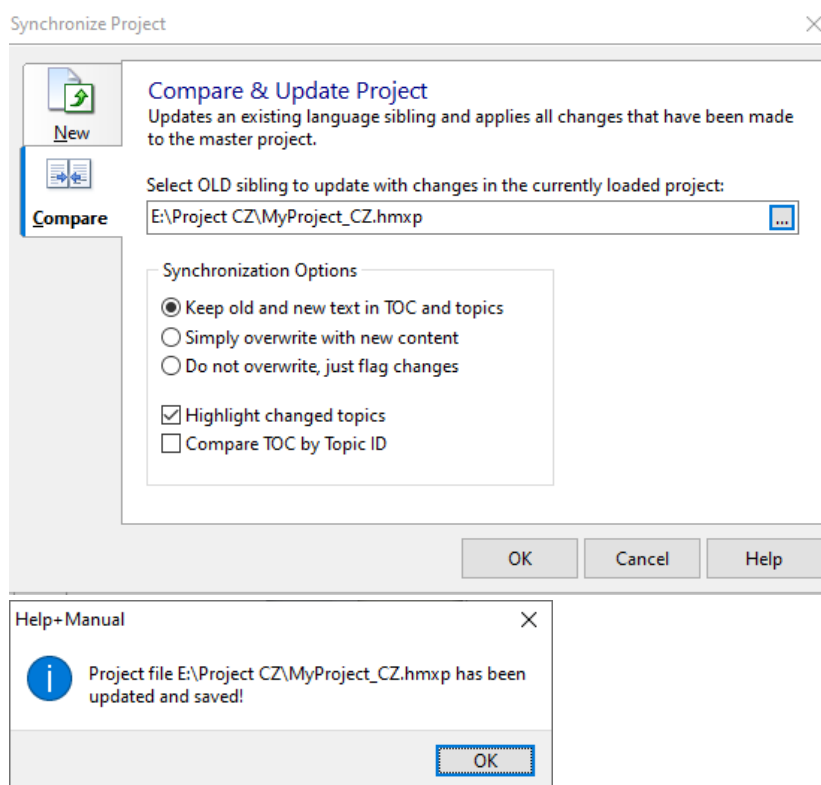 Synchronize Project
New
Compare
Compare & Update Project
Updates an existing language sibling and applies all changes that have been made
to the master project.
Select OLD sibling to update with changes in the currently loaded project:
E:\Project CZ\MyProject_CZ.hmxp
...
Synchronization Options
Keep old and new text in TOC and topics
Simply overwrite with new content
Do not overwrite, just flag changes
Highlight changed topics
Compare TOC by Topic ID
OK
Cancel
Help
Help+Manual
Project file E:\Project CZ\MyProject_CZ.hmxp has been
updated and saved!
OK